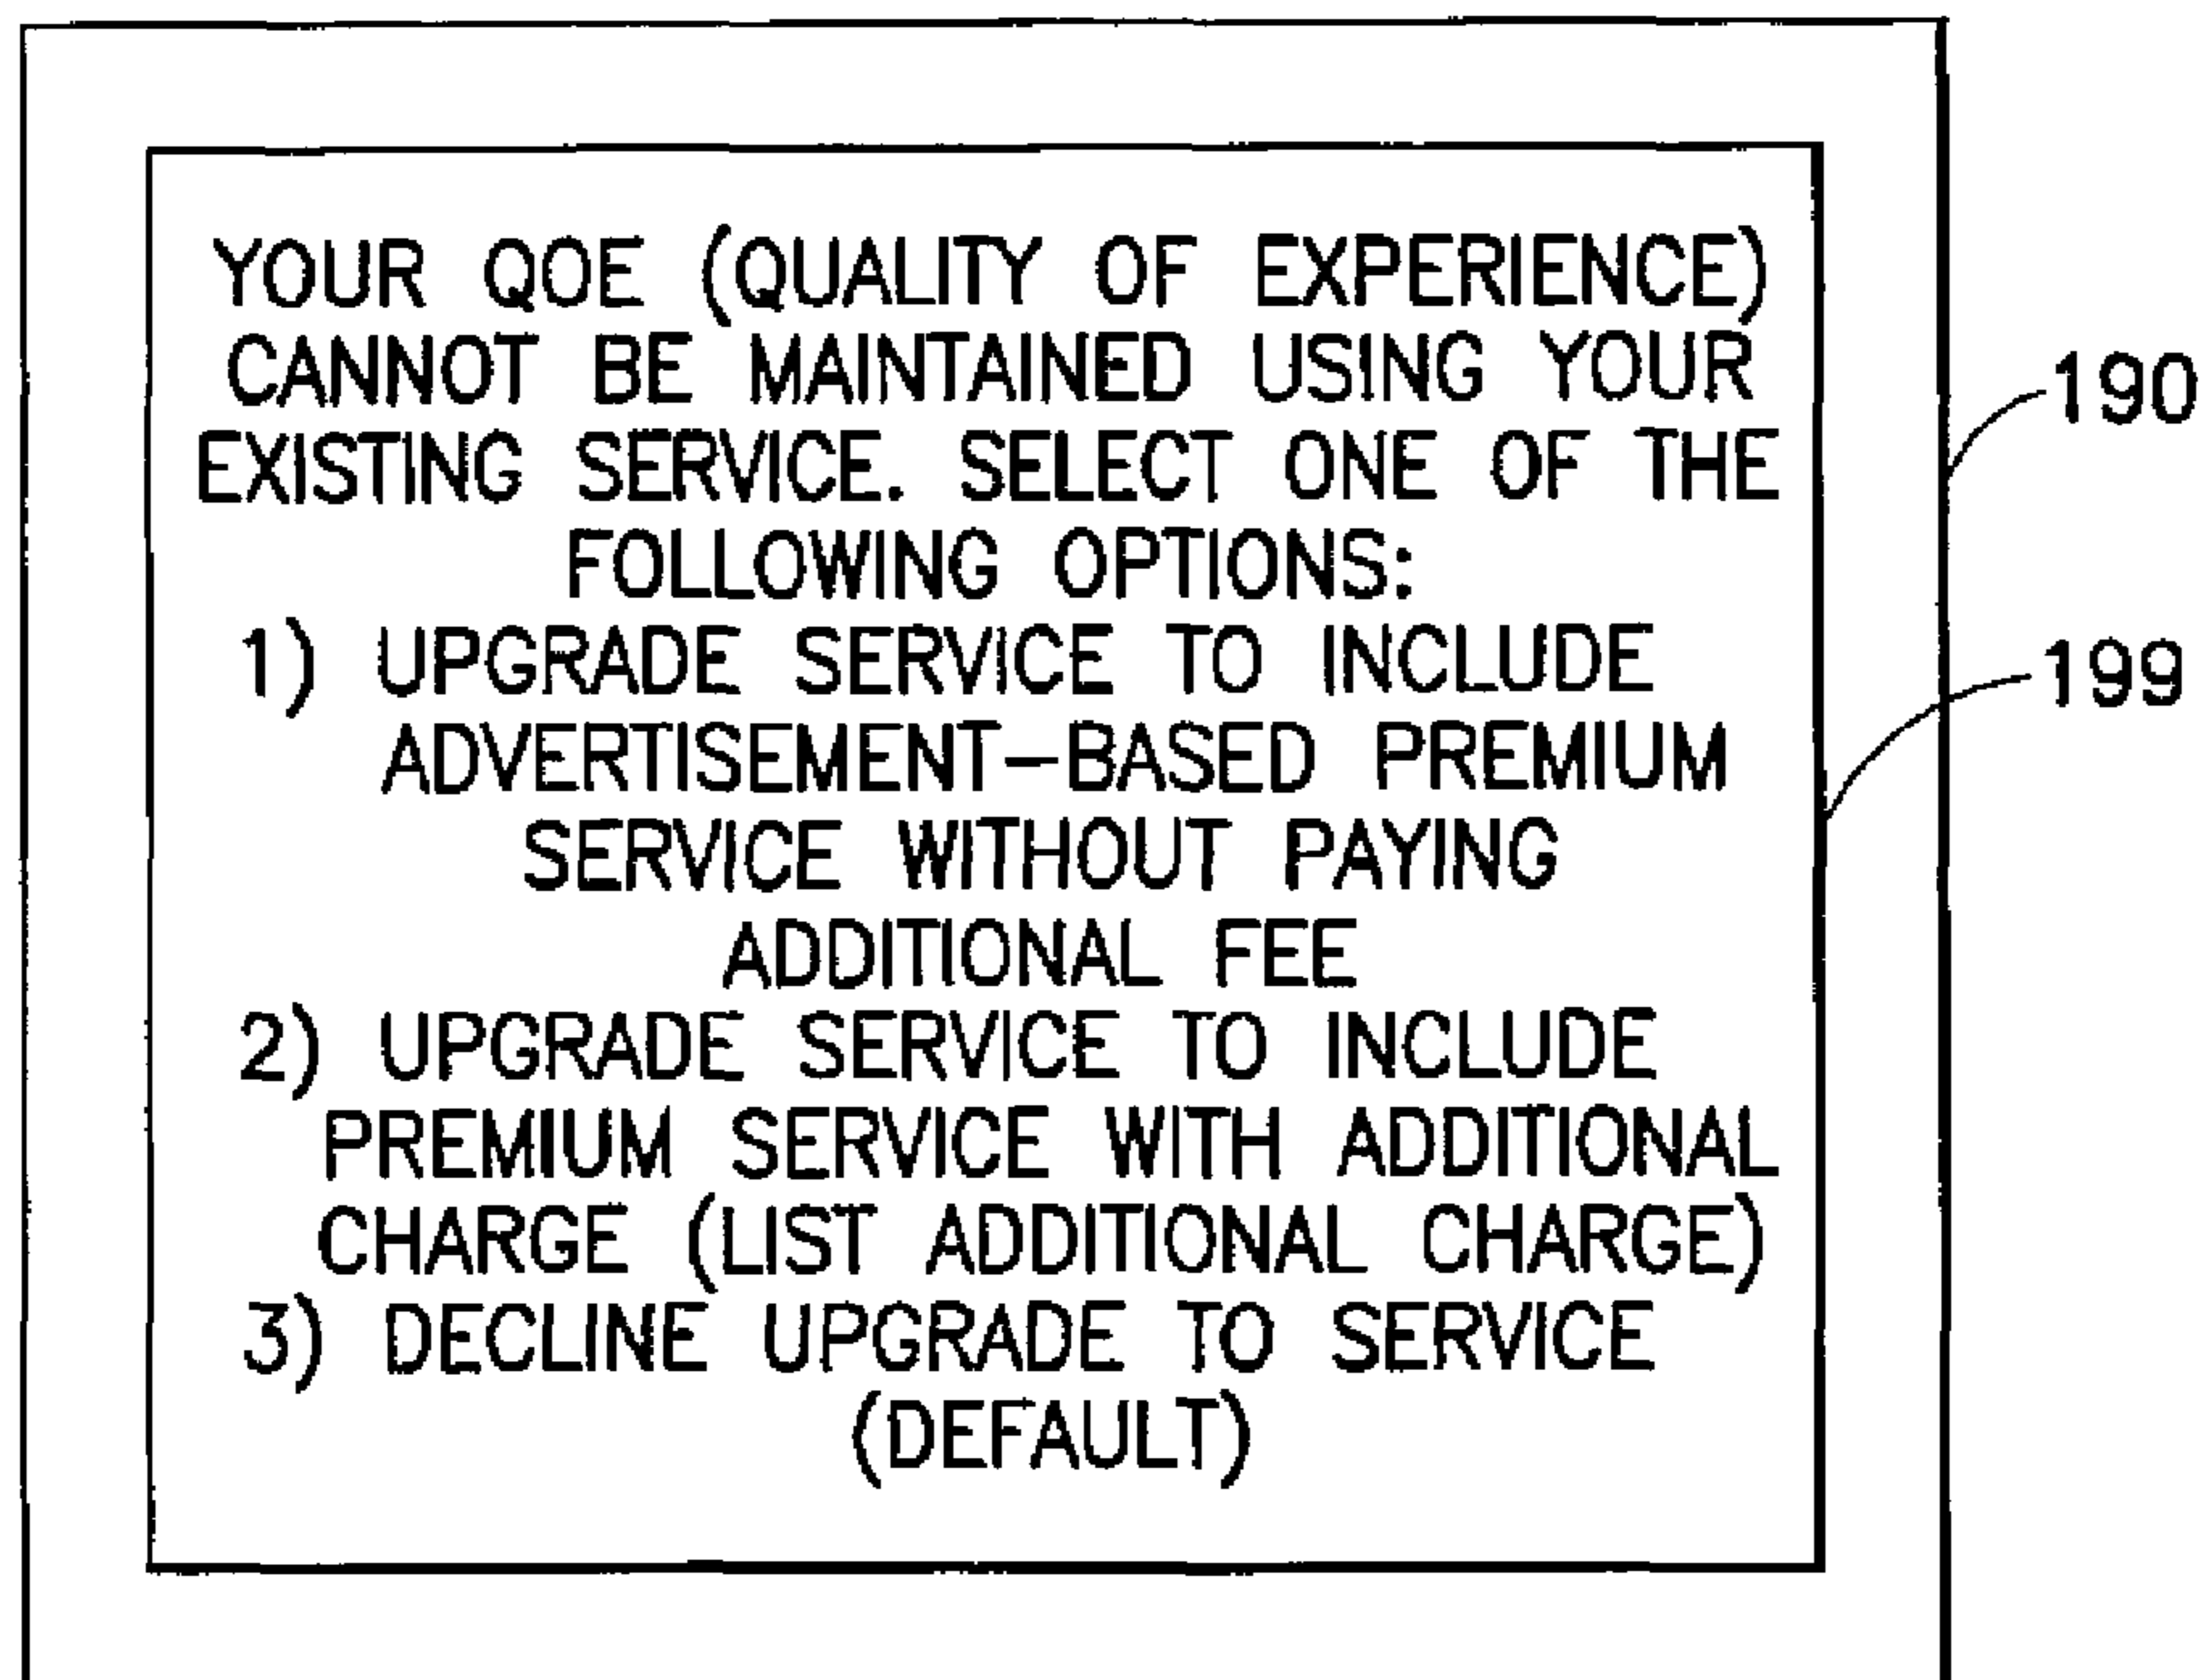 YOUR QOE (QUALITY OF EXPERIENCE)
CANNOT BE MAINTAINED USING YOUR
EXISTING SERVICE. SELECT ONE OF THE
FOLLOWING OPTIONS:
1) UPGRADE SERVICE TO INCLUDE
ADVERTISEMENT-BASED PREMIUM
SERVICE WITHOUT PAYING
ADDITIONAL FEE
2) UPGRADE SERVICE TO INCLUDE
PREMIUM SERVICE WITH ADDITIONAL
CHARGE (LIST ADDITIONAL CHARGE)
3) DECLINE UPGRADE TO SERVICE
(DEFAULT)
190
199